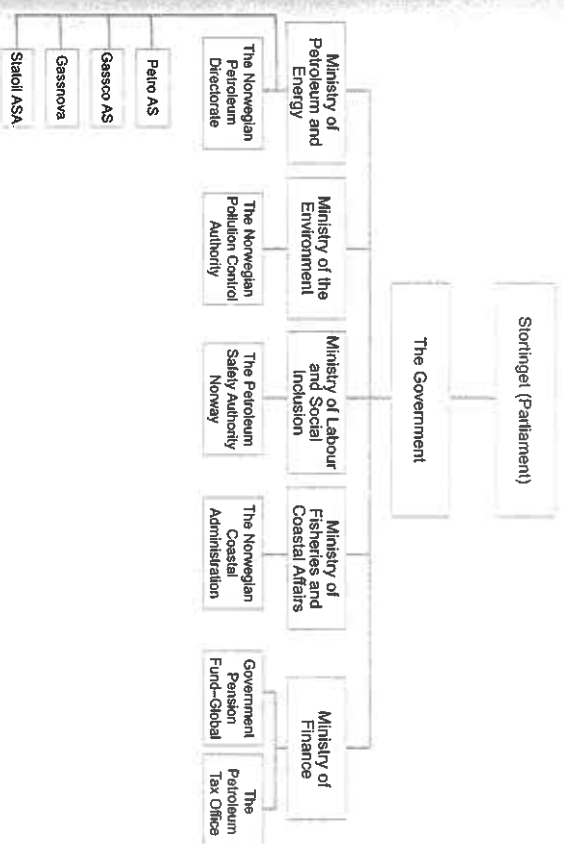 Stortinget (Parliament)
The Government
Ministry of
Petroleum and
Energy
Ministry of the
Environment
Ministry of Labour
and Social
Inclusion
Ministry of
Fisheries and
Coastal Affairs
Ministry of
Finance
The Norwegian
Petroleum
Directorate
The Norwegian
Pollution Control
Authority
The Petroleum
Safety Authority
Norway
The Norwegian
Coastal
Administration
Government
Pension
Fund–Global
The
Petroleum
Tax Office
Petro AS
Gassco AS
Gassnova
Statoil ASA